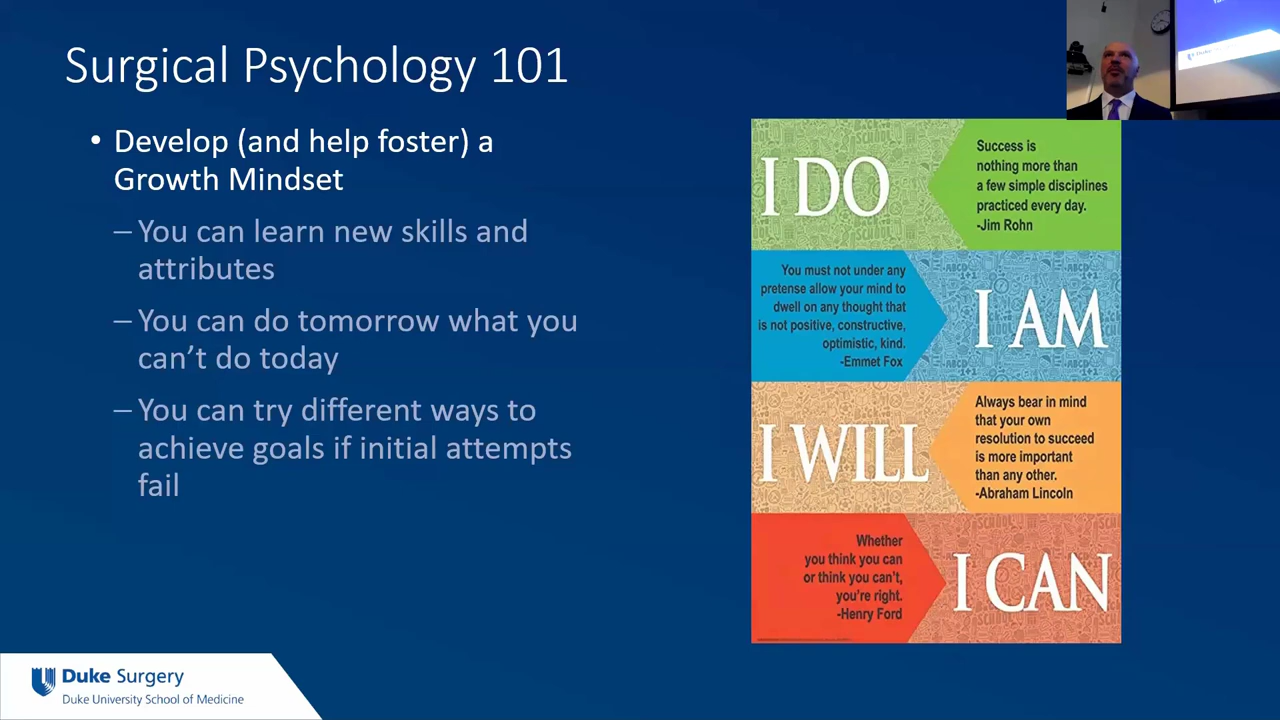 Surgical Psychology 101
• Develop (and help foster) a
Growth Mindset
– You can learn new skills and
attributes
– You can do tomorrow what you
can’t do today
– You can try different ways to
achieve goals if initial attempts
fail
I DO
Success is
nothing more than
a few simple disciplines
practiced every day.
-Jim Rohn
You must not under any
pretense allow your mind to
dwell on any thought that
is not positive, constructive,
optimistic, kind.
-Emmet Fox
I AM
I WILL
Always bear in mind
that your own
resolution to succeed
is more important
than any other.
-Abraham Lincoln
Whether
you think you can
or think you can't,
you're right.
-Henry Ford
I CAN
Duke Surgery
Duke University School of Medicine